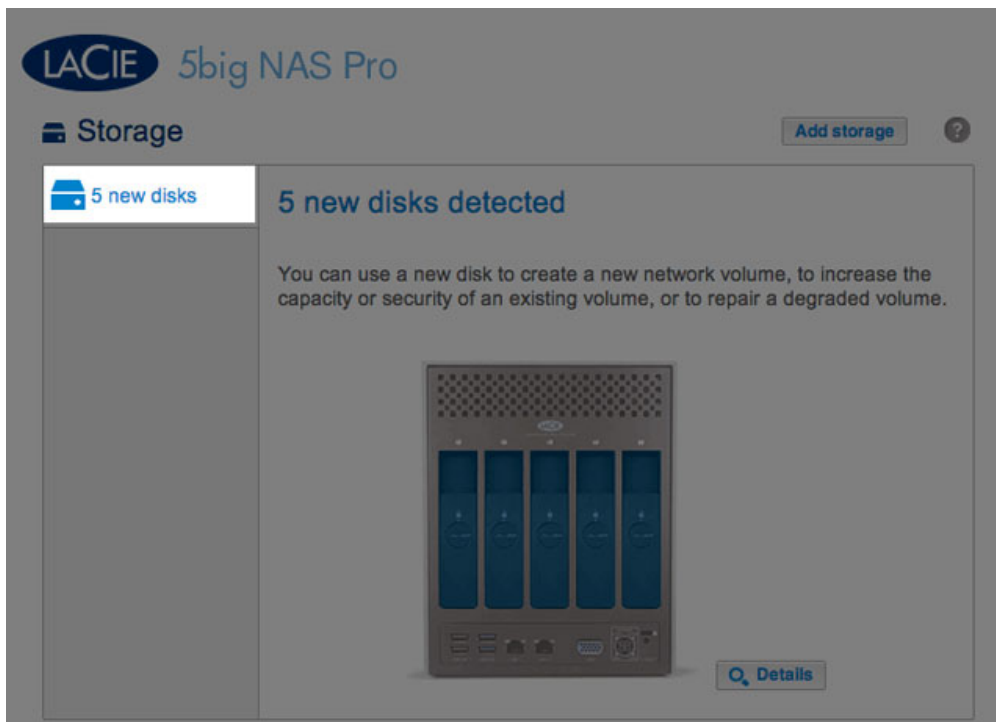 LACIE 5big NAS Pro
Storage
Add storage
?
5 new disks
5 new disks detected
You can use a new disk to create a new network volume, to increase the
capacity or security of an existing volume, or to repair a degraded volume.
Details